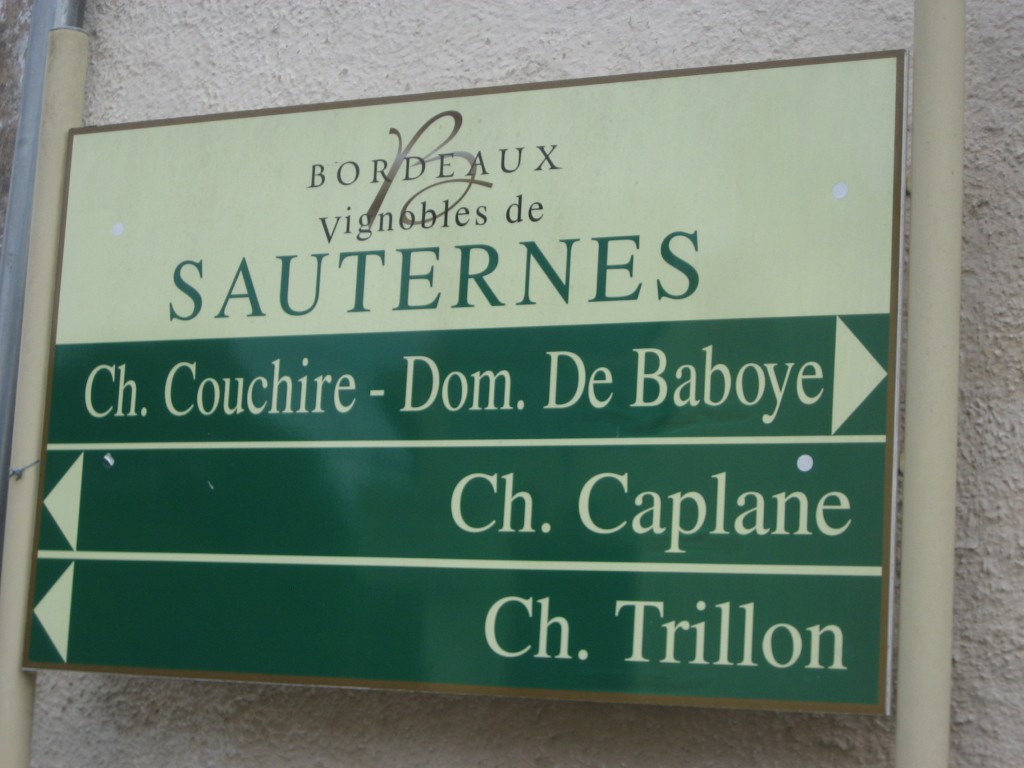 BORDEAUX
Vignobles de
SAUTERNES
Ch. Couchire - Dom. De Baboye
Ch. Caplane
Ch. Trillon